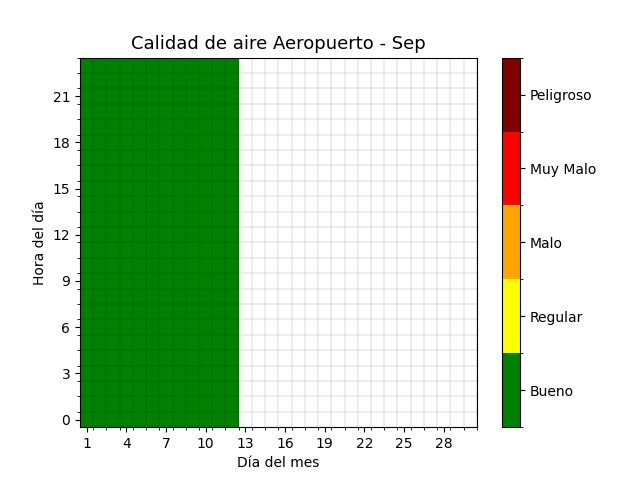 Calidad de aire Aeropuerto - Sep
Hora del día
21
18
15
12
9
6
3
0
1 4 7 10 13 16 19 22 25 28
Día del mes
Peligroso
Muy Malo
Malo
Regular
Bueno